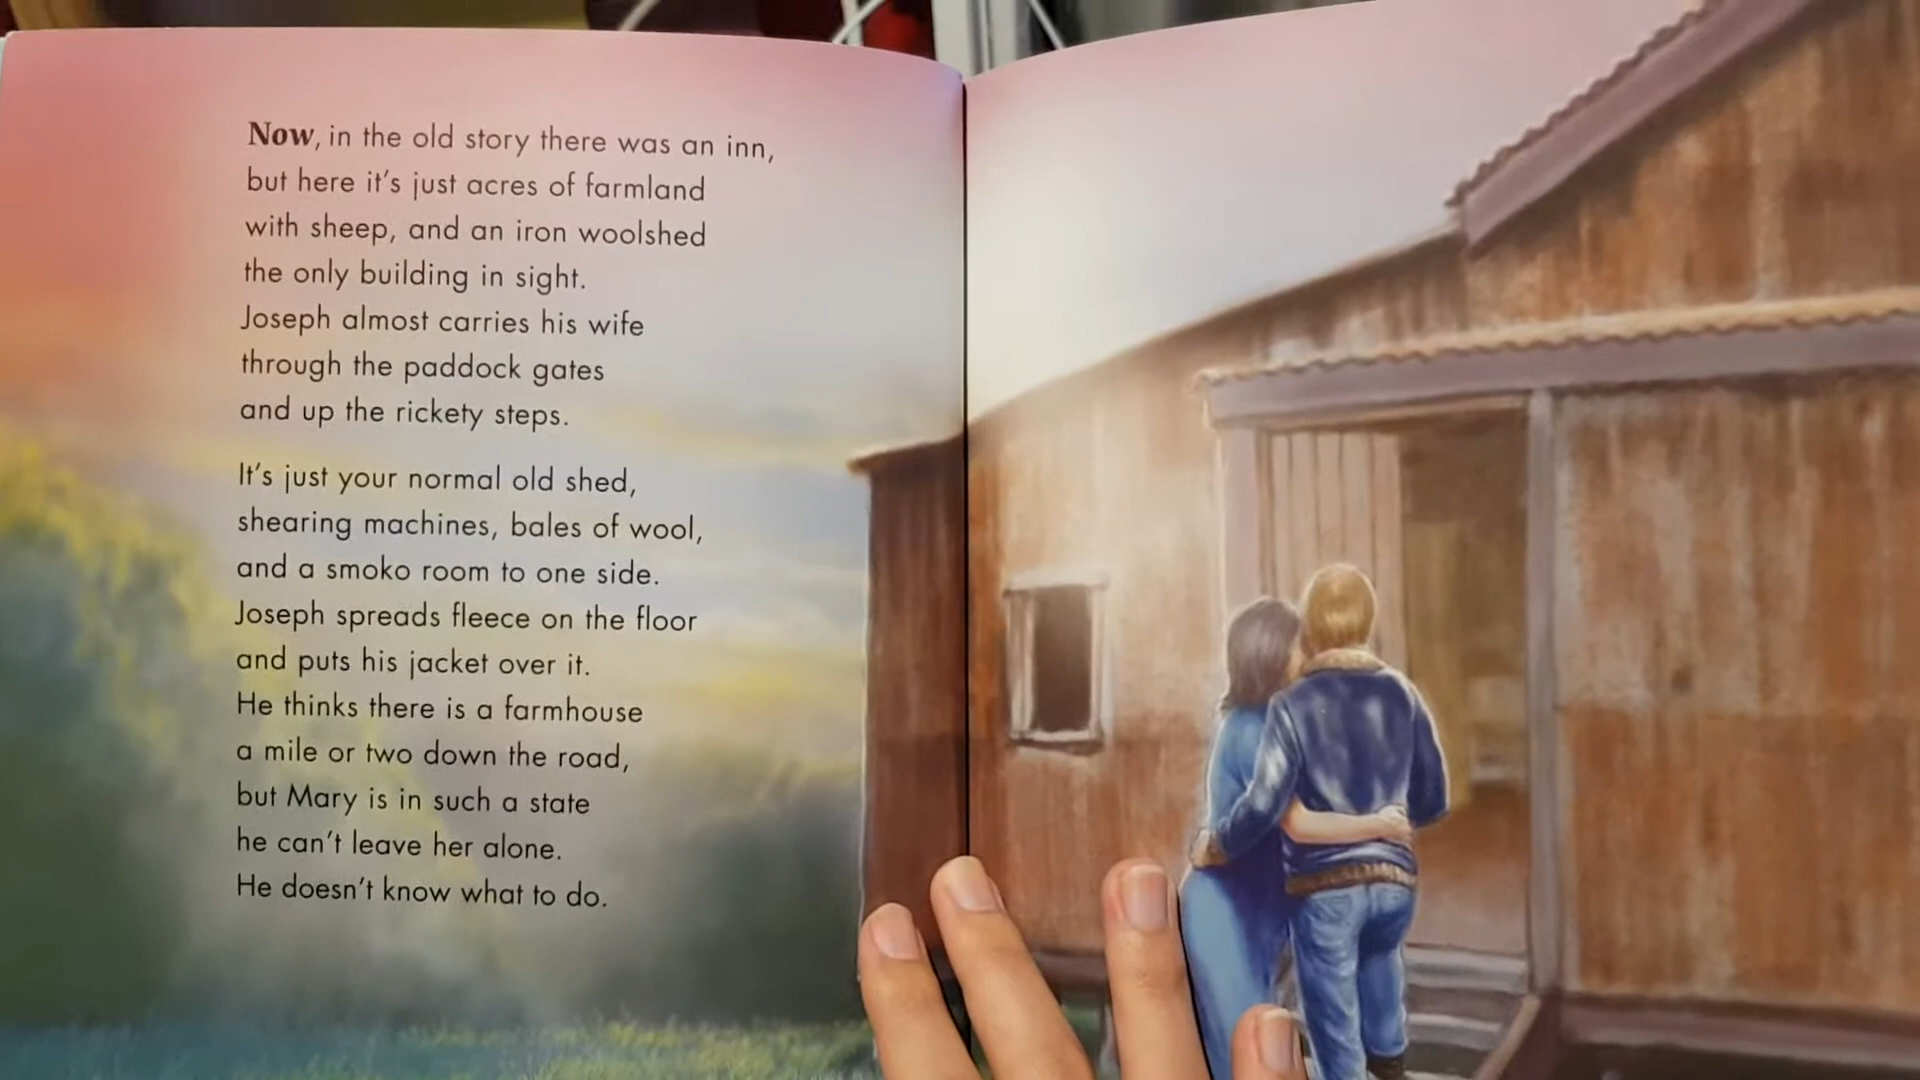 Now, in the old story there was an inn,
but here it's just acres of farmland
with sheep, and an iron woolshed
the only building in sight.
Joseph almost carries his wife
through the paddock gates
and up the rickety steps.
It's just your normal old shed,
shearing machines, bales of wool,
and a smoko room to one side.
Joseph spreads fleece on the floor
and puts his jacket over it.
He thinks there is a farmhouse
a mile or two down the road,
but Mary is in such a state
he can't leave her alone.
He doesn't know what to do.